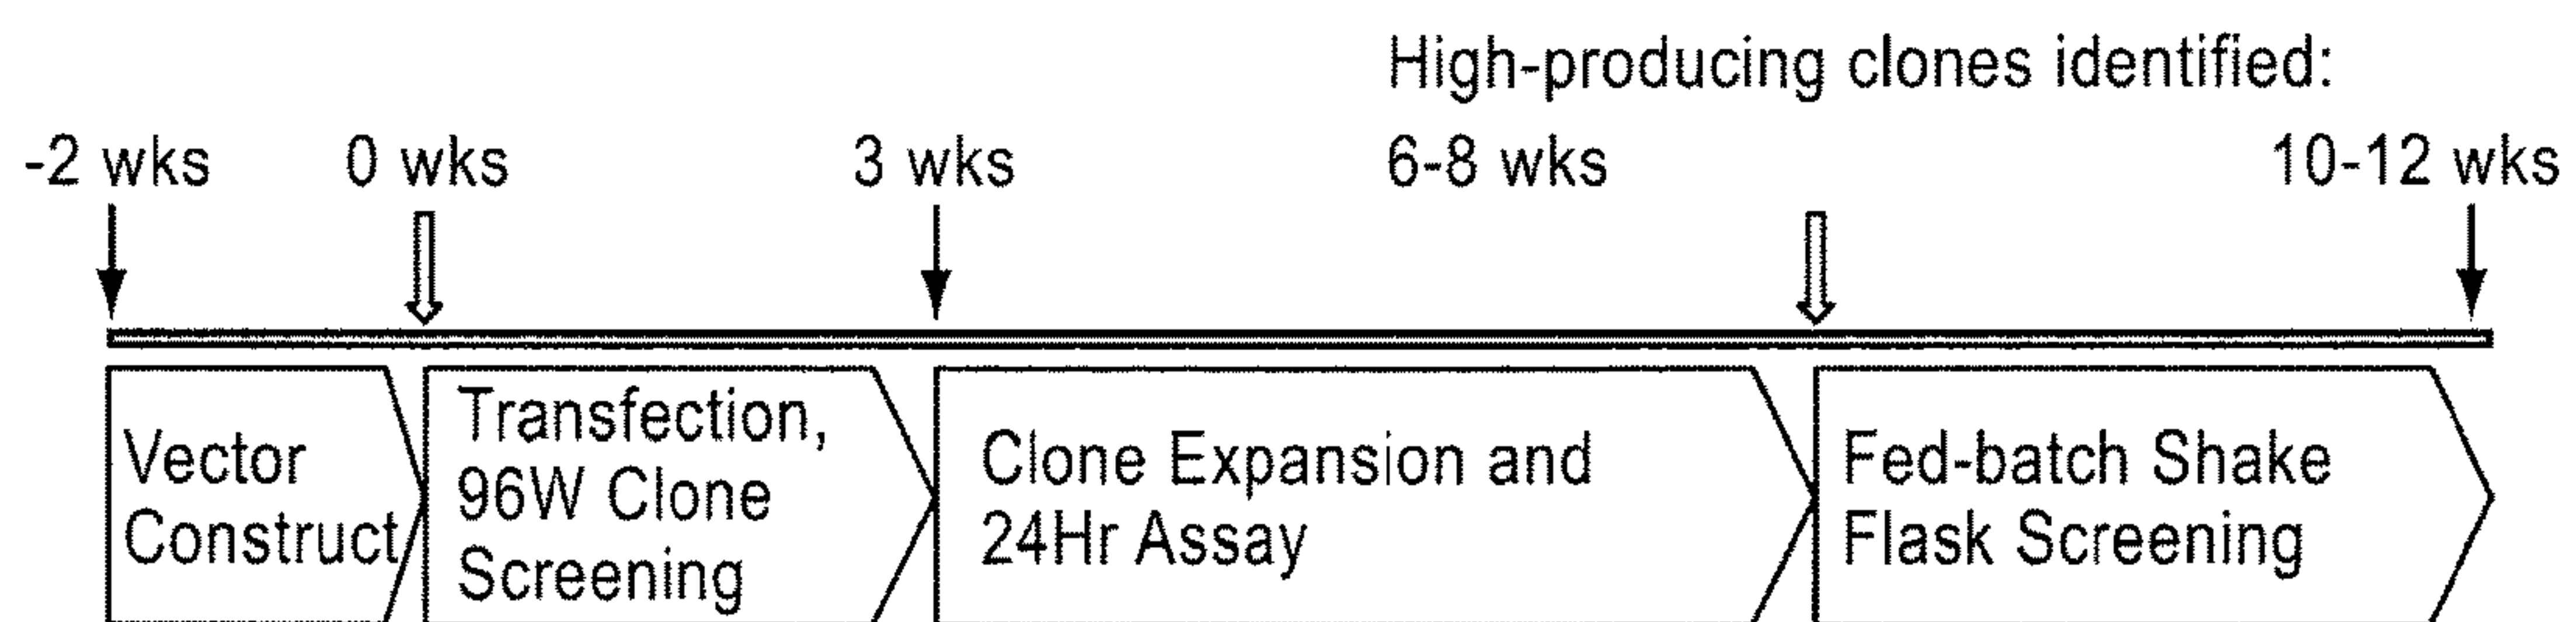 High-producing clones identified:
-2 wks
0 wks
3 wks
6-8 wks
10-12 wks
Vector
Construct
Transfection,
96W Clone
Screening
Clone Expansion and
24Hr Assay
Fed-batch Shake
Flask Screening